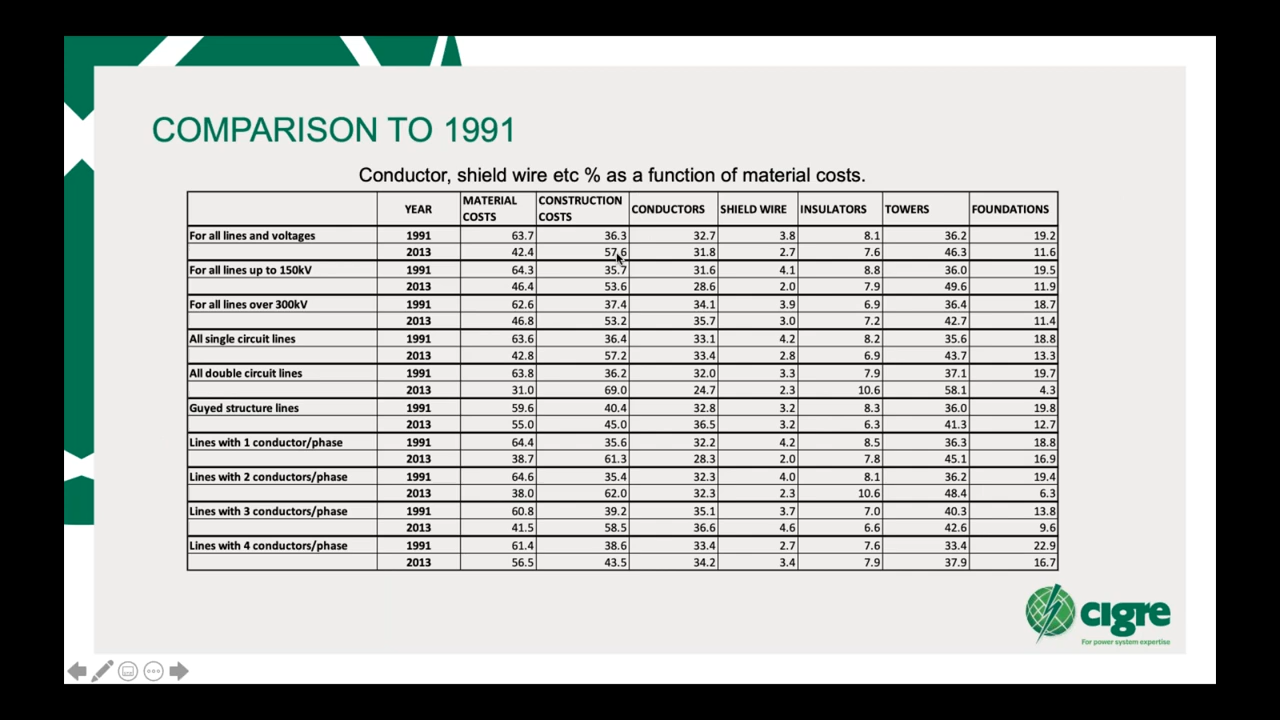 COMPARISON TO 1991
Conductor, shield wire etc % as a function of material costs.
YEAR MATERIAL COSTS CONSTRUCTION COSTS CONDUCTORS SHIELD WIRE INSULATORS TOWERS FOUNDATIONS
For all lines and voltages 1991 63.7 36.3 32.7 3.8 8.1 36.2 19.2
2013 42.4 57.6 31.8 2.7 7.6 46.3 11.6
For all lines up to 150kV 1991 64.3 35.7 31.6 4.1 8.8 36.0 19.5
2013 46.4 53.6 28.6 2.0 7.9 49.6 11.9
For all lines over 300kV 1991 62.6 37.4 34.1 3.9 6.9 36.4 18.7
2013 46.8 53.2 35.7 3.0 7.2 42.7 11.4
All single circuit lines 1991 63.6 36.4 33.1 4.2 8.2 35.6 18.8
2013 42.8 57.2 33.4 2.8 6.9 43.7 13.3
All double circuit lines 1991 63.8 36.2 32.0 3.3 7.9 37.1 19.7
2013 31.0 69.0 24.7 2.3 10.6 58.1 4.3
Guyed structure lines 1991 59.6 40.4 32.8 3.2 8.3 36.0 19.8
2013 55.0 45.0 36.5 3.2 6.3 41.3 12.7
Lines with 1 conductor/phase 1991 64.4 35.6 32.2 4.2 8.5 36.3 18.8
2013 38.7 61.3 28.3 2.0 7.8 45.1 16.9
Lines with 2 conductors/phase 1991 64.6 35.4 32.3 4.0 8.1 36.2 19.4
2013 38.0 62.0 32.3 2.3 10.6 48.4 6.3
Lines with 3 conductors/phase 1991 60.8 39.2 35.1 3.7 7.0 40.3 13.8
2013 41.5 58.5 36.6 4.6 6.6 42.6 9.6
Lines with 4 conductors/phase 1991 61.4 38.6 33.4 2.7 7.6 33.4 22.9
2013 56.5 43.5 34.2 3.4 7.9 37.9 16.7
cigre
For power system expertise